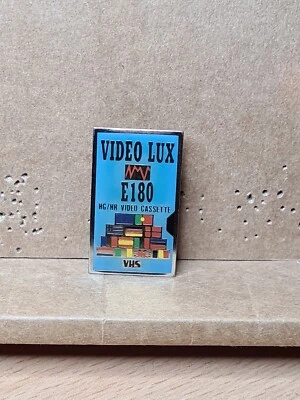 VIDEO LUX
E180
HG/HR VIDEO CASSETTE
VHS